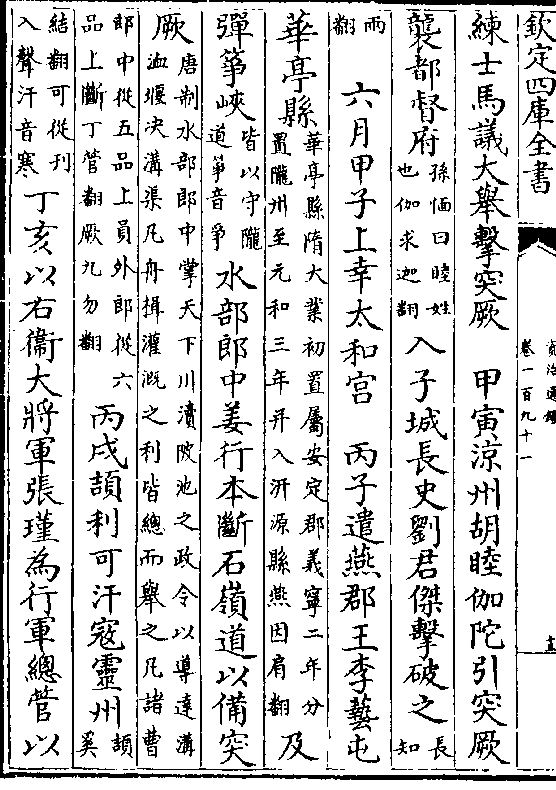 欽定四庫全書
資治通鑑
卷一百九十一
練士馬議大舉擊突厥 甲寅涼州胡睦伽陀引突厥
襲都督府孫愐曰睦姓也伽求迦翻入子城長史劉君傑擊破之長知
兩翻 六月甲子上幸太和宫 丙子遣燕郡王李藝屯
華亭縣華亭縣隋大業初置屬安定郡義寧二年分置隴州至元和三年并入汧源縣燕因肩翻及
彈箏峽皆以守隴道箏音爭水部郎中姜行本斷石嶺道以備突
厥唐制水部郎中掌天下川瀆陂池之政令以導達溝洫堰決溝渠凡舟楫灌溉之利皆總而舉之凡諸曹
郎中從五品上員外郎從六品上斷丁管翻厥九勿翻 丙戌頡利可汗寇靈州頡奚
結翻可從刊入聲汗音寒 丁亥以右衛大將軍張瑾為行軍總管以